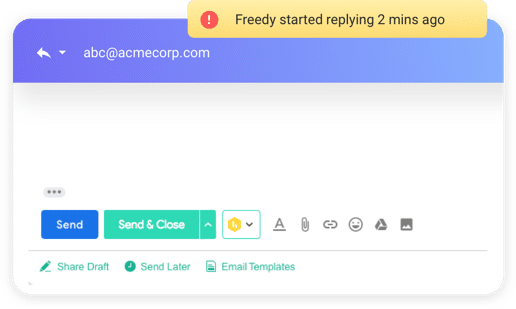 Freedy started replying 2 mins ago
abc@acmecorp.com
Send
Send & Close
Share Draft
Send Later
Email Templates